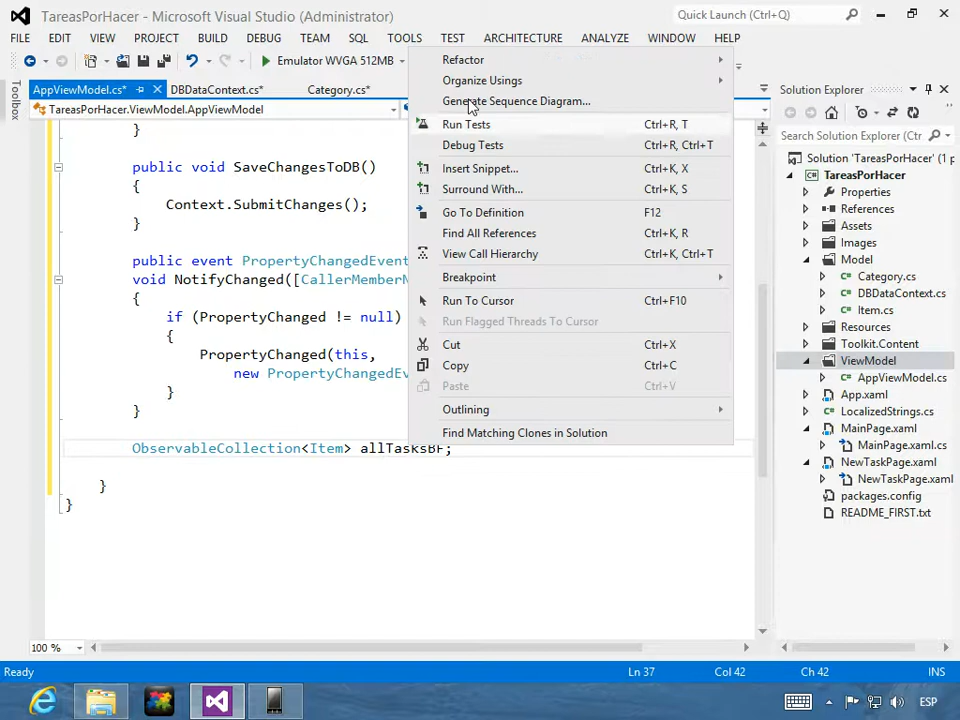 TareasPorHacer - Microsoft Visual Studio (Administrator)
Quick Launch (Ctrl+Q)
FILE EDIT VIEW PROJECT BUILD DEBUG TEAM SQL TOOLS TEST ARCHITECTURE ANALYZE WINDOW HELP
Emulator WVGA 512MB
AppViewModel.cs* DBDataContext.cs* Category.cs*
TareasPorHacer.ViewModel.AppViewModel
Toolbox
}
public void SaveChangesToDB()
{
Context.SubmitChanges();
}
public event PropertyChangedEvent
void NotifyChanged([CallerMemberN
{
if (PropertyChanged != null)
{
PropertyChanged(this,
new PropertyChangedEv
}
}
ObservableCollection<Item> allTasksBF;
}
}
Refactor
Organize Usings
Generate Sequence Diagram...
Run Tests Ctrl+R, T
Debug Tests Ctrl+R, Ctrl+T
Insert Snippet... Ctrl+K, X
Surround With... Ctrl+K, S
Go To Definition F12
Find All References Ctrl+K, R
View Call Hierarchy Ctrl+K, Ctrl+T
Breakpoint
Run To Cursor Ctrl+F10
Run Flagged Threads To Cursor
Cut Ctrl+X
Copy Ctrl+C
Paste Ctrl+V
Outlining
Find Matching Clones in Solution
Solution Explorer
Search Solution Explorer
Solution 'TareasPorHacer' (
TareasPorHacer
Properties
References
Assets
Images
Model
Category.cs
DBDataContext.cs
Item.cs
Resources
Toolkit.Content
ViewModel
AppViewModel.cs
App.xaml
LocalizedStrings.cs
MainPage.xaml
MainPage.xaml.cs
NewTaskPage.xaml
NewTaskPage.xaml
packages.config
README_FIRST.txt
100 %
Ready Ln 37 Col 42 Ch 42 INS
ESP